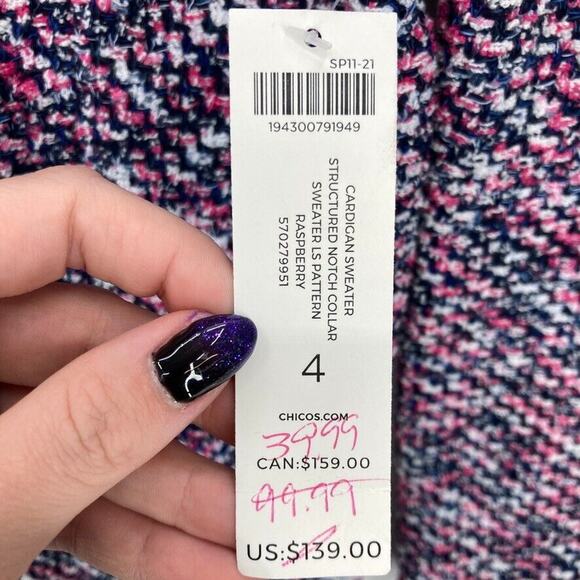 SP11-21
194300791949
CARDIGAN SWEATER
STRUCTURED NOTCH COLLAR
SWEATER LS PATTERN
RASPBERRY
570279951
4
CHICOS.COM
39.99
CAN:$159.00
99.99
US:$139.00